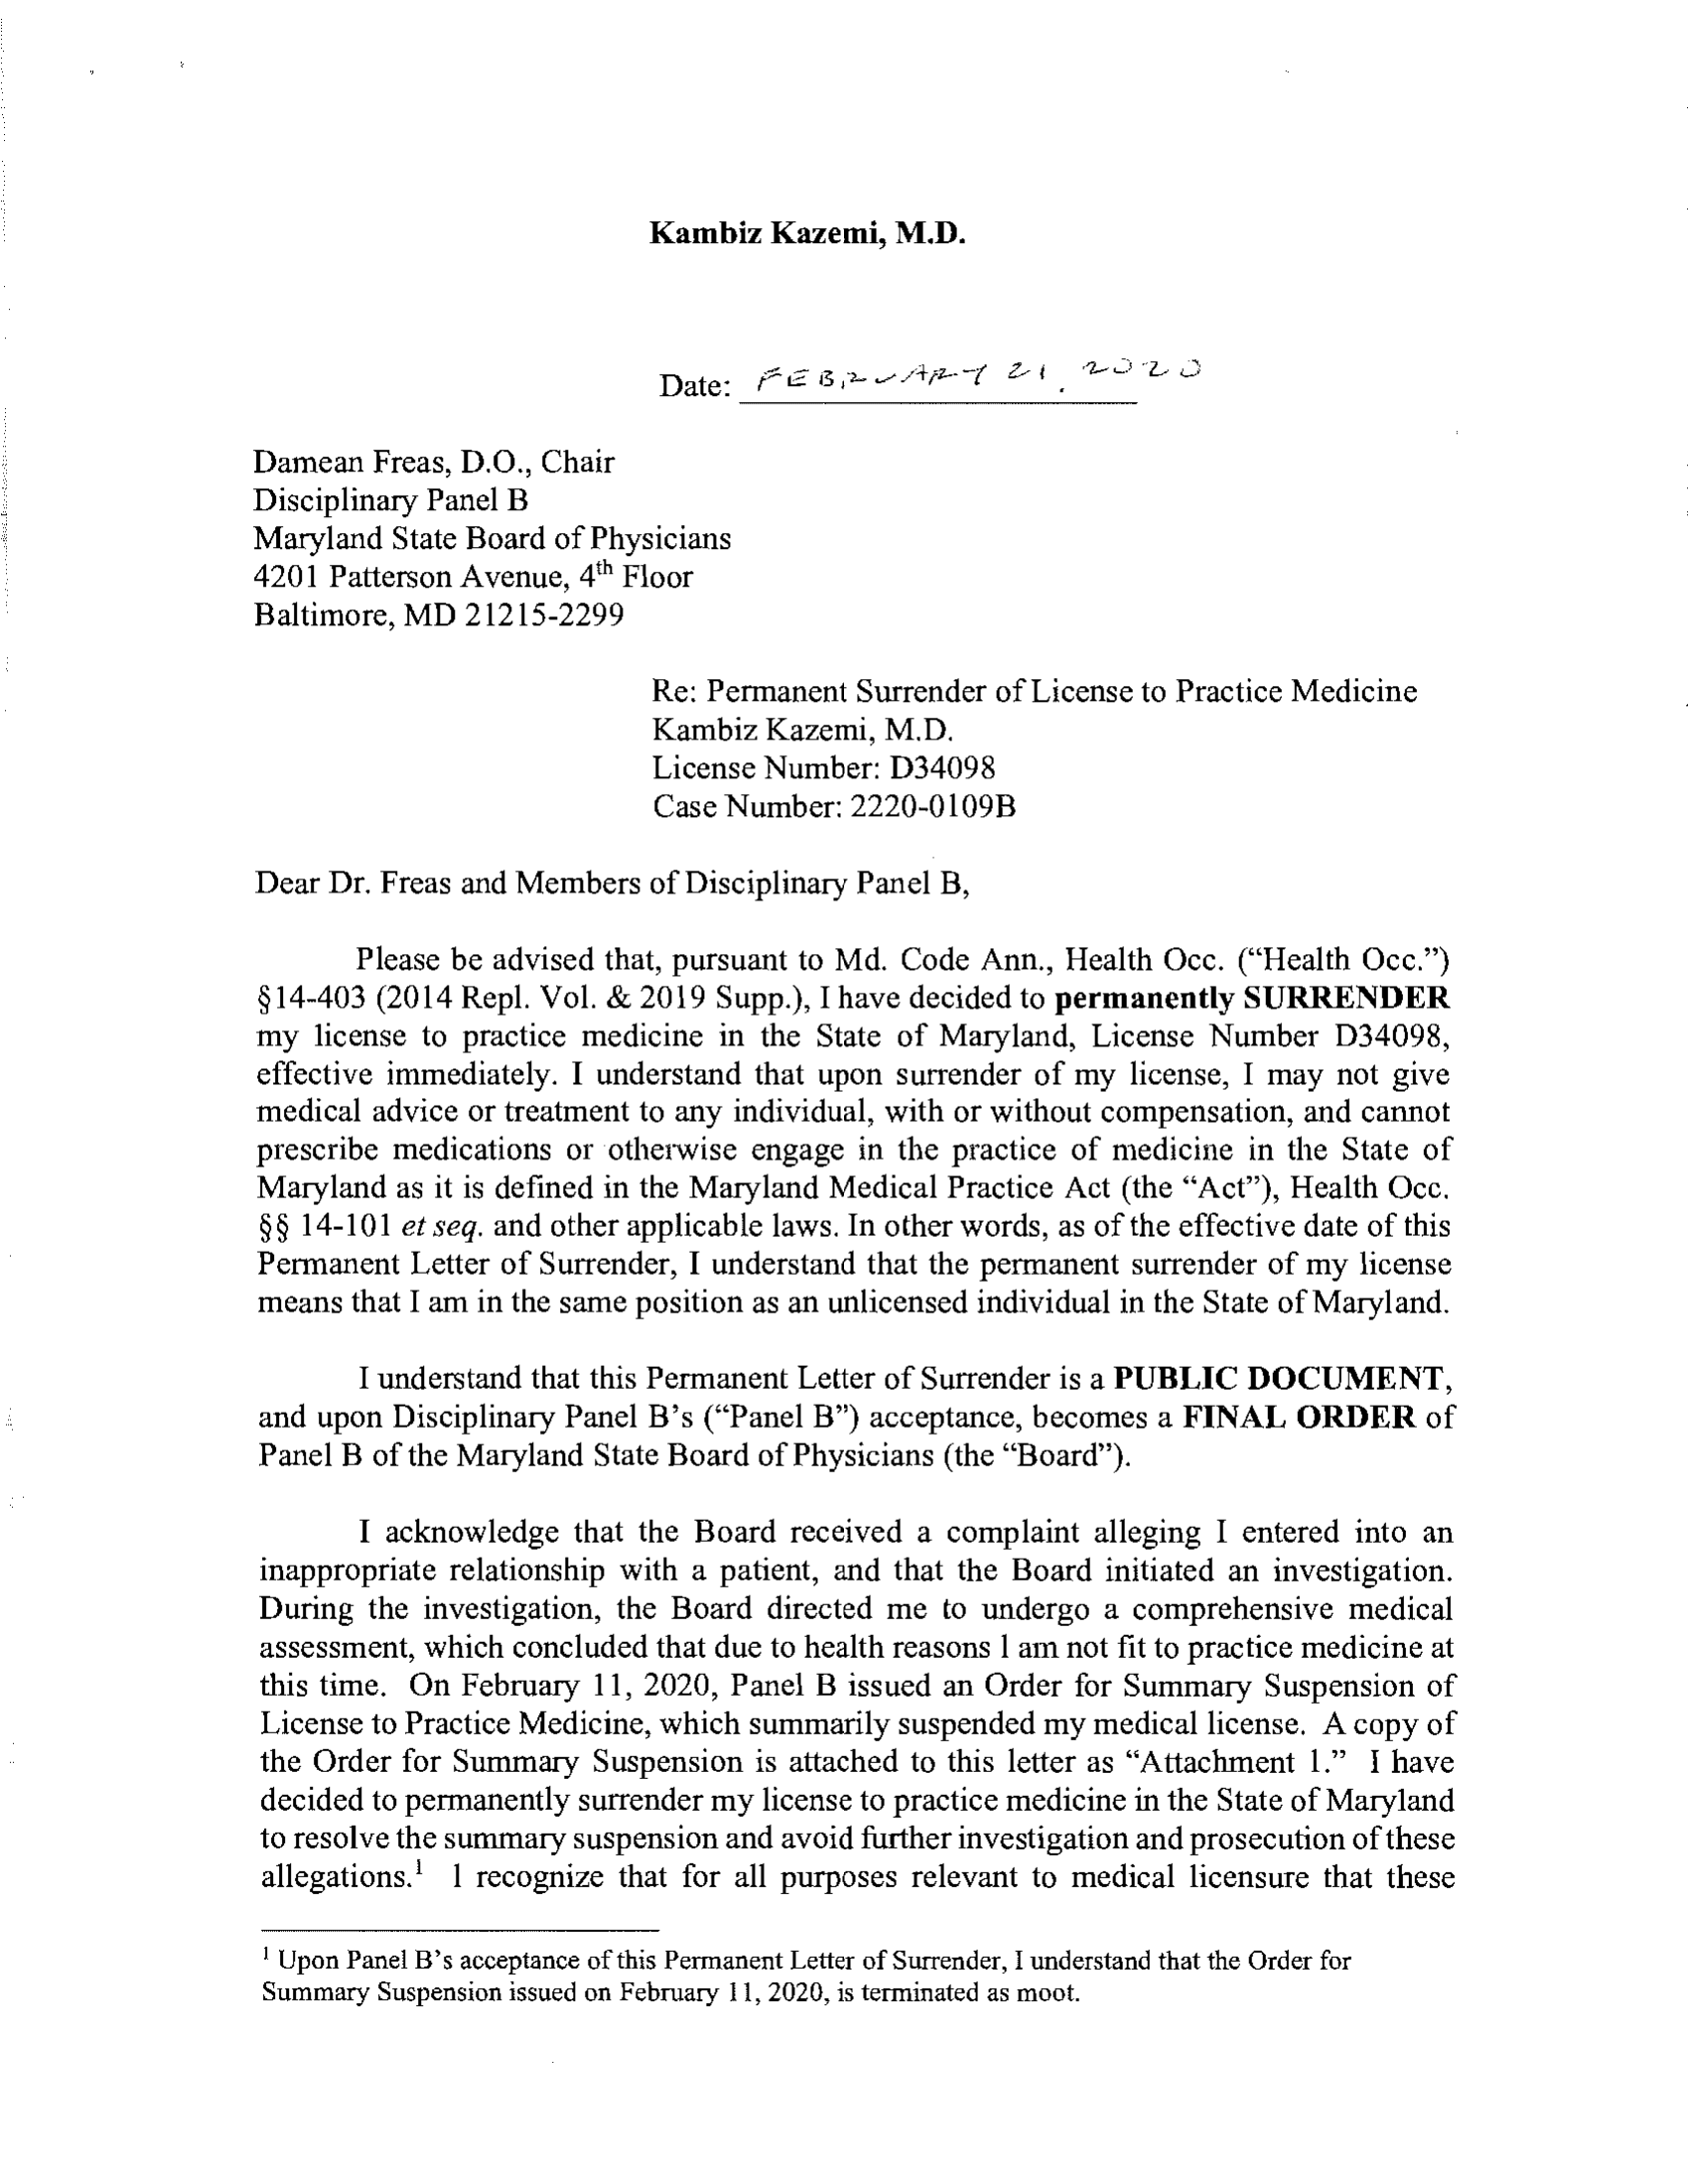 Kambiz Kazemi, M.D.
Date: FEBRUARY 21, 2020
Damean Freas, D.O., Chair
Disciplinary Panel B
Maryland State Board of Physicians
4201 Patterson Avenue, 4th Floor
Baltimore, MD 21215-2299
Re: Permanent Surrender of License to Practice Medicine
Kambiz Kazemi, M.D.
License Number: D34098
Case Number: 2220-0109B
Dear Dr. Freas and Members of Disciplinary Panel B,
Please be advised that, pursuant to Md. Code Ann., Health Occ. (“Health Occ.”)
§14-403 (2014 Repl. Vol. & 2019 Supp.), I have decided to permanently SURRENDER
my license to practice medicine in the State of Maryland, License Number D34098,
effective immediately. I understand that upon surrender of my license, I may not give
medical advice or treatment to any individual, with or without compensation, and cannot
prescribe medications or otherwise engage in the practice of medicine in the State of
Maryland as it is defined in the Maryland Medical Practice Act (the “Act”), Health Occ.
§§ 14-101 et seq. and other applicable laws. In other words, as of the effective date of this
Permanent Letter of Surrender, I understand that the permanent surrender of my license
means that I am in the same position as an unlicensed individual in the State of Maryland.
I understand that this Permanent Letter of Surrender is a PUBLIC DOCUMENT,
and upon Disciplinary Panel B’s (“Panel B”) acceptance, becomes a FINAL ORDER of
Panel B of the Maryland State Board of Physicians (the “Board”).
I acknowledge that the Board received a complaint alleging I entered into an
inappropriate relationship with a patient, and that the Board initiated an investigation.
During the investigation, the Board directed me to undergo a comprehensive medical
assessment, which concluded that due to health reasons I am not fit to practice medicine at
this time. On February 11, 2020, Panel B issued an Order for Summary Suspension of
License to Practice Medicine, which summarily suspended my medical license. A copy of
the Order for Summary Suspension is attached to this letter as “Attachment 1.” I have
decided to permanently surrender my license to practice medicine in the State of Maryland
to resolve the summary suspension and avoid further investigation and prosecution of these
allegations.1 I recognize that for all purposes relevant to medical licensure that these
1 Upon Panel B’s acceptance of this Permanent Letter of Surrender, I understand that the Order for
Summary Suspension issued on February 11, 2020, is terminated as moot.